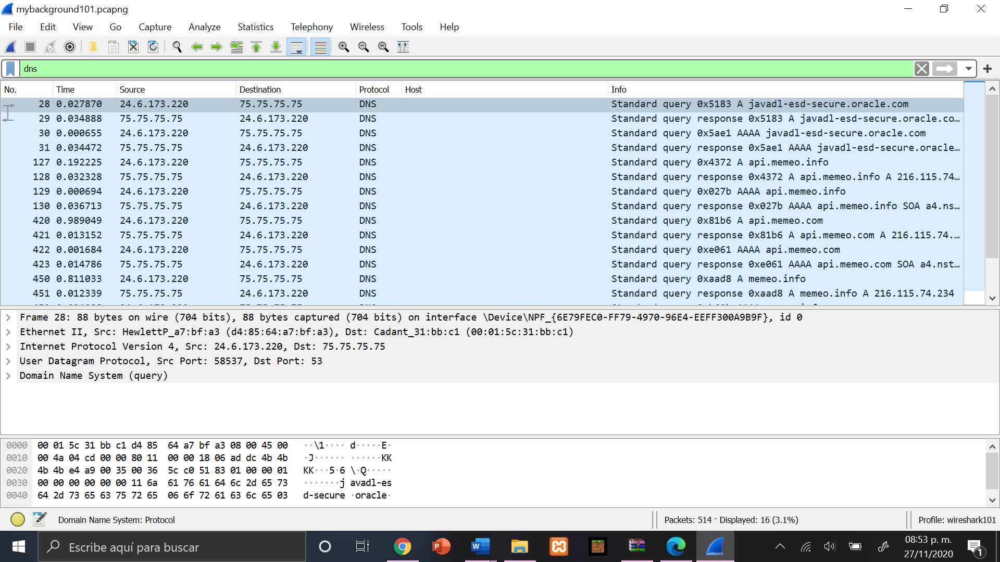 mybackground101.pcapng
File Edit View Go Capture Analyze Statistics Telephony Wireless Tools Help
dns
No. Time Source Destination Protocol Host Info
28 0.027870 24.6.173.220 75.75.75.75 DNS Standard query 0x5183 A javadl-esd-secure.oracle.com
29 0.034888 75.75.75.75 24.6.173.220 DNS Standard query response 0x5183 A javadl-esd-secure.oracle.co…
30 0.000655 24.6.173.220 75.75.75.75 DNS Standard query 0x5ae1 AAAA javadl-esd-secure.oracle.com
31 0.034472 75.75.75.75 24.6.173.220 DNS Standard query response 0x5ae1 AAAA javadl-esd-secure.oracle…
127 0.192225 24.6.173.220 75.75.75.75 DNS Standard query 0x4372 A api.memeo.info
128 0.032328 75.75.75.75 24.6.173.220 DNS Standard query response 0x4372 A api.memeo.info A 216.115.74…
129 0.000694 24.6.173.220 75.75.75.75 DNS Standard query 0x027b AAAA api.memeo.info
130 0.036713 75.75.75.75 24.6.173.220 DNS Standard query response 0x027b AAAA api.memeo.info SOA a4.ns…
420 0.989049 24.6.173.220 75.75.75.75 DNS Standard query 0x81b6 A api.memeo.com
421 0.013152 75.75.75.75 24.6.173.220 DNS Standard query response 0x81b6 A api.memeo.com A 216.115.74.…
422 0.001684 24.6.173.220 75.75.75.75 DNS Standard query 0xe061 AAAA api.memeo.com
423 0.014786 75.75.75.75 24.6.173.220 DNS Standard query response 0xe061 AAAA api.memeo.com SOA a4.nst…
450 0.811033 24.6.173.220 75.75.75.75 DNS Standard query 0xaad8 A memeo.info
451 0.012339 75.75.75.75 24.6.173.220 DNS Standard query response 0xaad8 A memeo.info A 216.115.74.234
Frame 28: 88 bytes on wire (704 bits), 88 bytes captured (704 bits) on interface \Device\NPF_{6E79FEC0-FF79-4970-96E4-EEFF300A9B9F}, id 0
Ethernet II, Src: HewlettP_a7:bf:a3 (d4:85:64:a7:bf:a3), Dst: Cadant_31:bb:c1 (00:01:5c:31:bb:c1)
Internet Protocol Version 4, Src: 24.6.173.220, Dst: 75.75.75.75
User Datagram Protocol, Src Port: 58537, Dst Port: 53
Domain Name System (query)
0000 00 01 5c 31 bb c1 d4 85 64 a7 bf a3 08 00 45 00 ··\1···· d·····E·
0010 00 4a 04 cd 00 00 80 11 00 00 18 06 ad dc 4b 4b ·J······ ······KK
0020 4b 4b e4 a9 00 35 00 36 5c c0 51 83 01 00 00 01 KK···5·6 \·Q·····
0030 00 00 00 00 00 00 11 6a 61 76 61 64 6c 2d 65 73 ·······j avadl-es
0040 64 2d 73 65 63 75 72 65 06 6f 72 61 63 6c 65 03 d-secure ·oracle·
Domain Name System: Protocol Packets: 514 · Displayed: 16 (3.1%) Profile: wireshark101
Escribe aquí para buscar
08:53 p. m.
27/11/2020
1